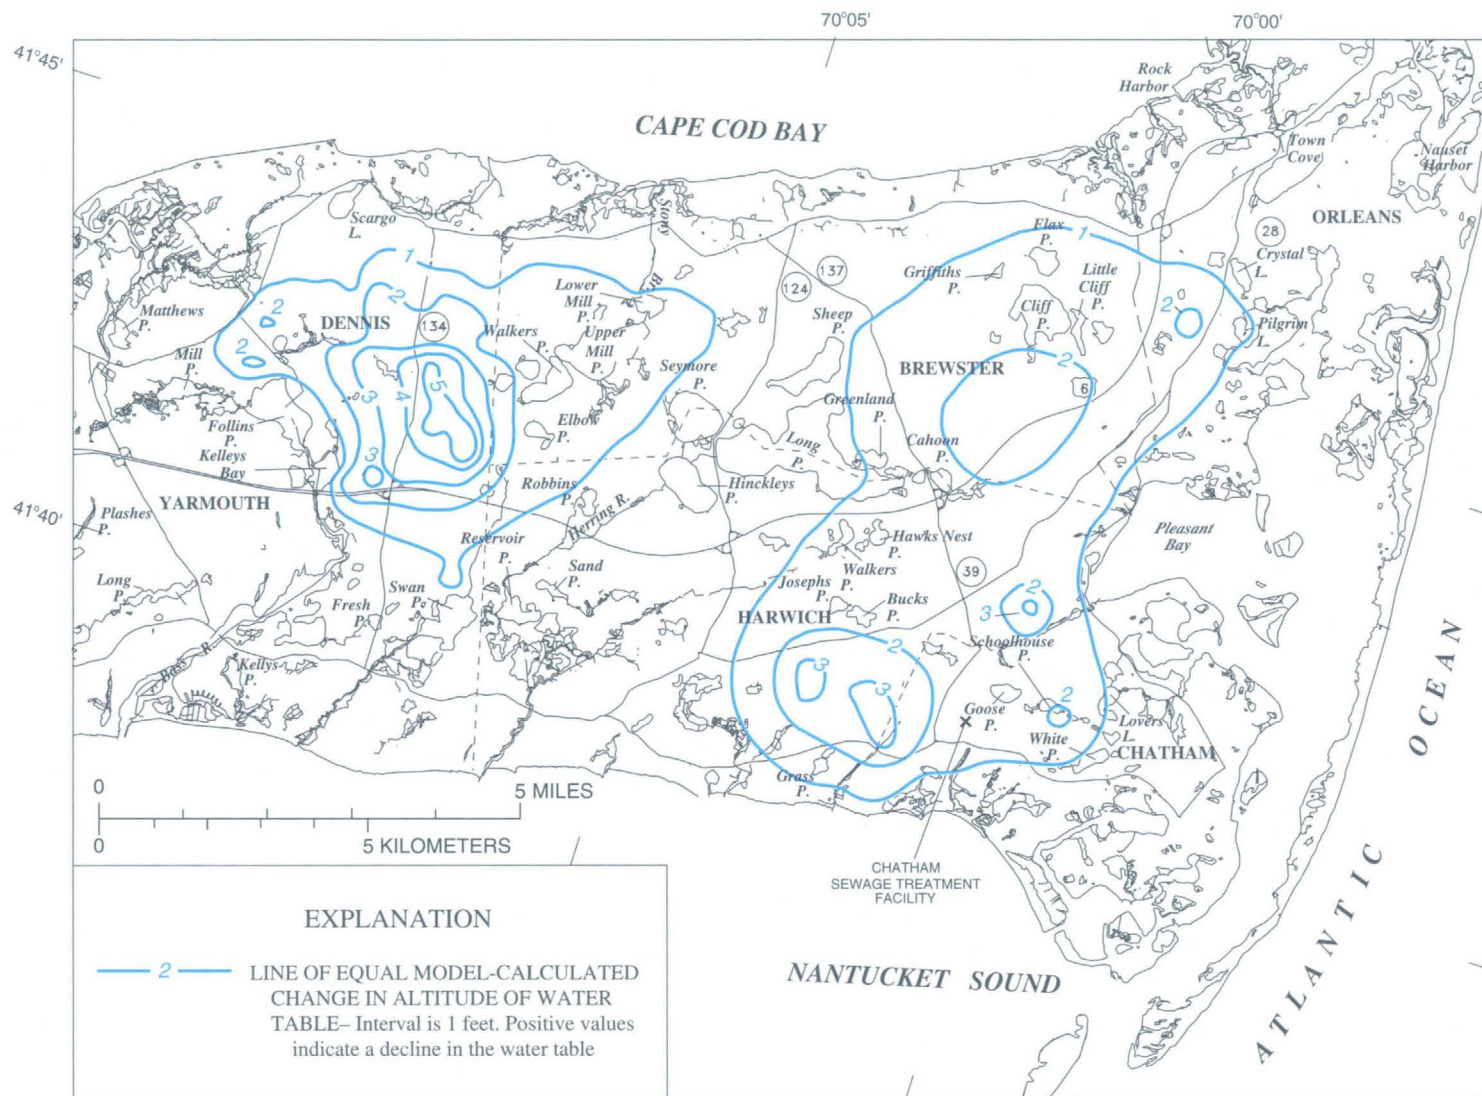 70°05'
70°00'
41°45'
Rock
Harbor
CAPE COD BAY
Town
Cove
Nauset
Harbor
Stony
Br.
Scargo
L.
ORLEANS
Flax
P.
1
28
1
Crystal
L.
137
Griffiths
P.
Little
Cliff
P.
124
Lower
Mill
P.
2
2
Cliff
P.
2
Matthews
P.
DENNIS
134
Sheep
P.
Pilgrim
L.
Walkers
P.
Upper
Mill
P.
Mill
P.
2
Seymore
P.
BREWSTER
2
5
6
3
4
Greenland
P.
Follins
P.
Elbow
P.
Long
P.
Cahoon
P.
Kelleys
Bay
3
Robbins
P.
Hinckleys
P.
YARMOUTH
41°40'
Plashes
P.
Herring R.
Reservoir
P.
Hawks Nest
P.
Pleasant
Bay
Walkers
P.
Long
P.
Sand
P.
39
Josephs
P.
2
Swan
P.
Fresh
P.
Bucks
P.
3
HARWICH
Schoolhouse
P.
2
Bass R.
Kellys
P.
3
3
2
Goose
P.
Lovers
L.
White
P.
CHATHAM
Grass
P.
0
5 MILES
0
5 KILOMETERS
CHATHAM
SEWAGE TREATMENT
FACILITY
NANTUCKET SOUND
ATLANTIC OCEAN
EXPLANATION
2
LINE OF EQUAL MODEL-CALCULATED
CHANGE IN ALTITUDE OF WATER
TABLE– Interval is 1 feet. Positive values
indicate a decline in the water table